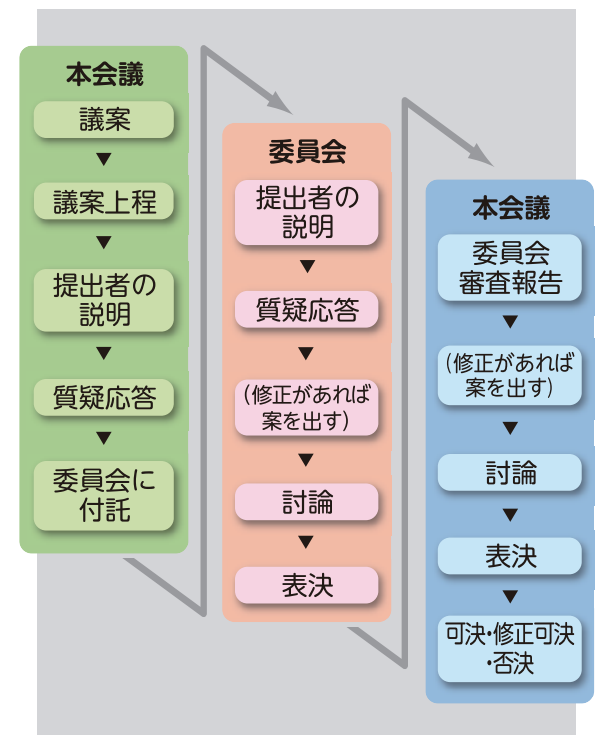 本会議
議案
▼
議案上程
▼
提出者の
説明
▼
質疑応答
▼
委員会に
付託
委員会
提出者の
説明
▼
質疑応答
▼
(修正があれば
案を出す)
▼
討論
▼
表決
本会議
委員会
審査報告
▼
(修正があれば
案を出す)
▼
討論
▼
表決
▼
可決・修正可決
・否決